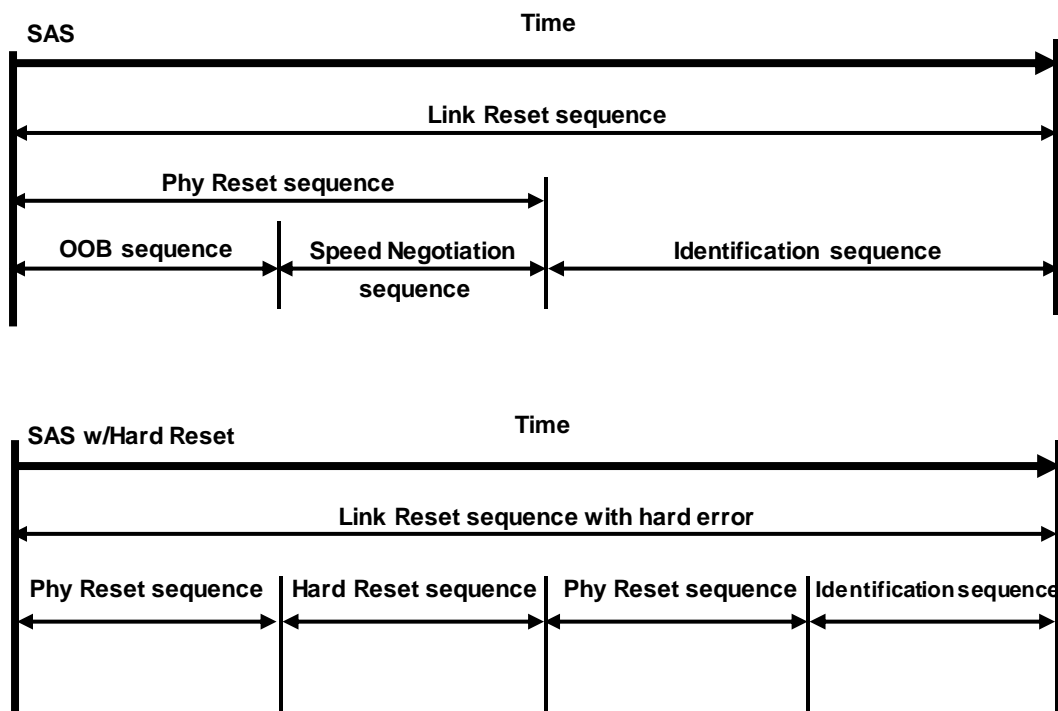 SAS
Time
Link Reset sequence
Phy Reset sequence
OOB sequence
Speed Negotiation
sequence
Identification sequence
SAS w/Hard Reset
Time
Link Reset sequence with hard error
Phy Reset sequence
Hard Reset sequence
Phy Reset sequence
Identification sequence